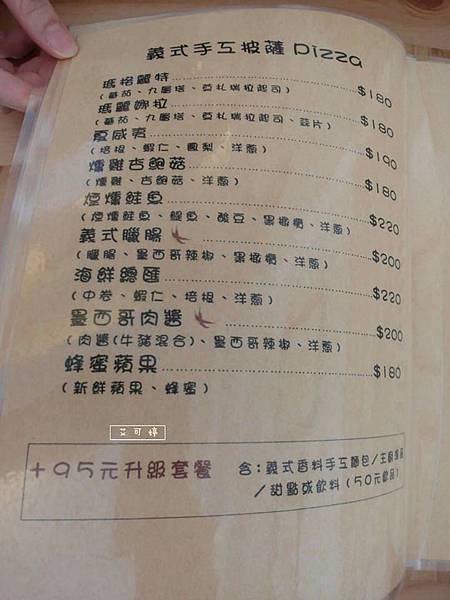 義式手工披薩 Pizza
瑪格麗特 $180
(蕃茄、九層塔、莫札瑞拉起司)
瑪麗娜拉 $180
(蕃茄、九層塔、莫札瑞拉起司、蒜片)
夏威夷 $190
(培根、蝦仁、鳳梨、洋蔥)
燻雞杏鮑菇 $180
(燻雞、杏鮑菇、洋蔥)
煙燻鮭魚 $220
(煙燻鮭魚、鯷魚、酸豆、黑橄欖、洋蔥)
義式臘腸 $200
(臘腸、墨西哥辣椒、黑橄欖、洋蔥)
海鮮總匯 $220
(中卷、蝦仁、培根、洋蔥)
墨西哥肉醬 $200
(肉醬(牛豬混合)、墨西哥辣椒、洋蔥)
蜂蜜蘋果 $180
(新鮮蘋果、蜂蜜)
艾可婷
+95元升級套餐 含:義式香料手工麵包/主廚
/甜點或飲料(50元飲品)